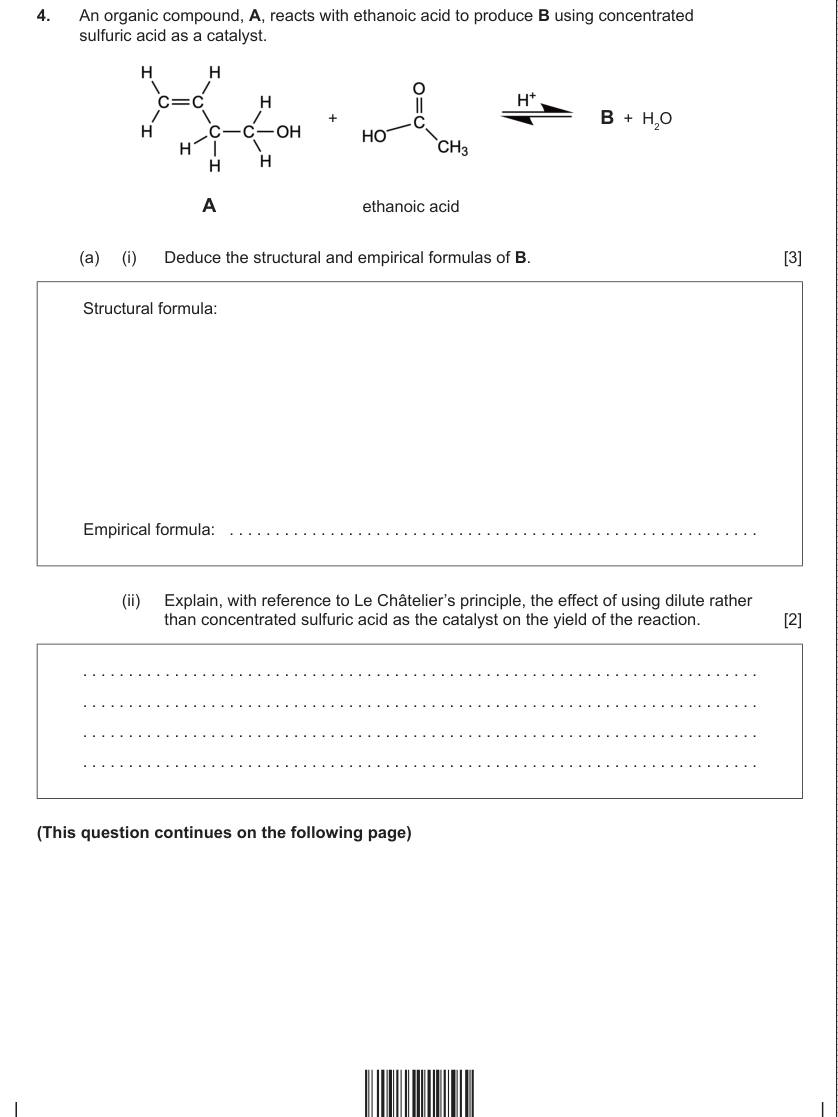 4. An organic compound, A, reacts with ethanoic acid to produce B using concentrated
sulfuric acid as a catalyst.
H H
C=C H
H C–C–OH
H H H
+
O
HO C CH₃
H⁺
B + H₂O
A ethanoic acid
(a) (i) Deduce the structural and empirical formulas of B. [3]
Structural formula:
Empirical formula: . . . . . . . . . . . . . . . . . . . . . . . . . . . . . . . . . . . . . . . . . . . . . . . . . . . . . . . . . .
(ii) Explain, with reference to Le Châtelier's principle, the effect of using dilute rather
than concentrated sulfuric acid as the catalyst on the yield of the reaction. [2]
(This question continues on the following page)